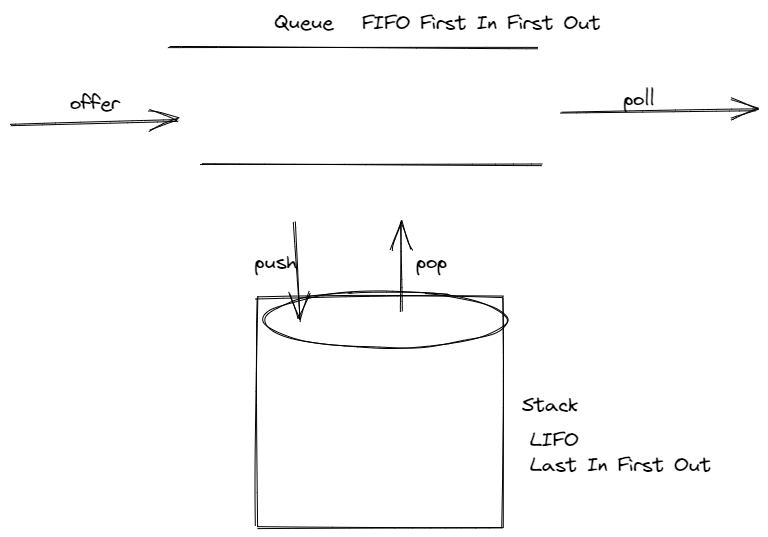 Queue FIFO First In First Out
offer
poll
push
pop
Stack
LIFO
Last In First Out